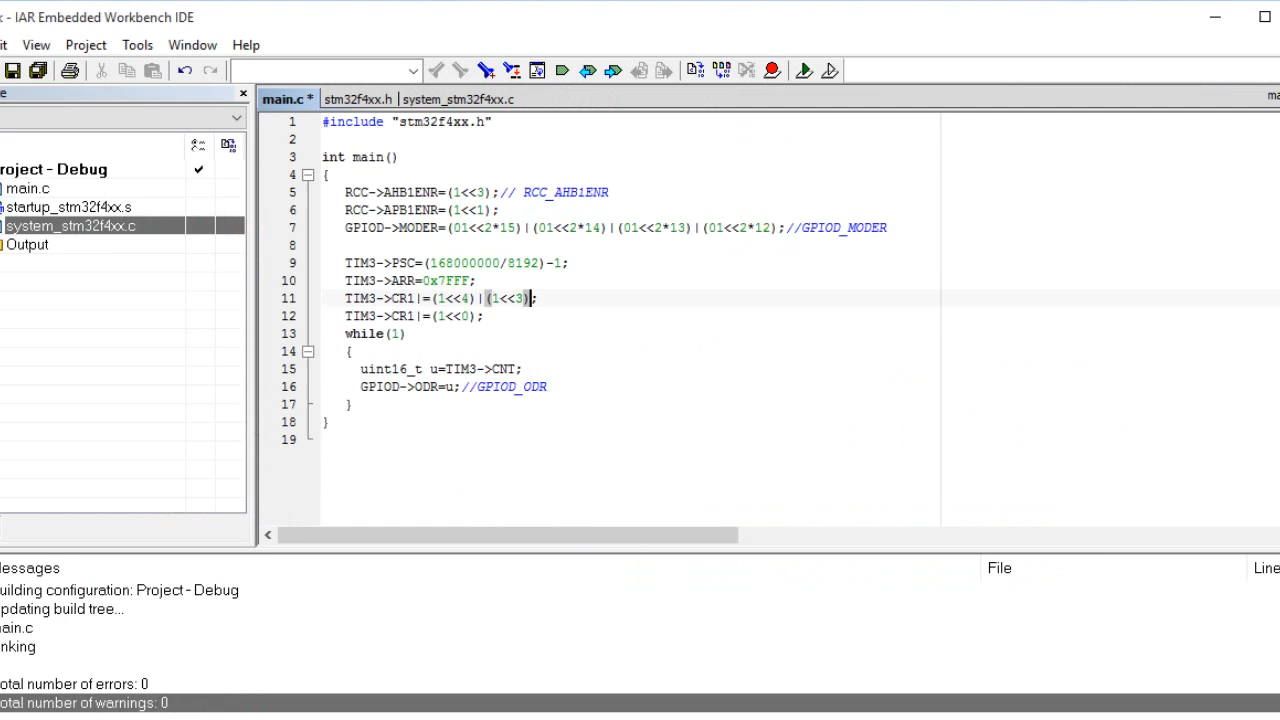 - IAR Embedded Workbench IDE
View Project Tools Window Help
main.c * stm32f4xx.h system_stm32f4xx.c
roject - Debug
main.c
startup_stm32f4xx.s
system_stm32f4xx.c
Output
1 #include "stm32f4xx.h"
2
3 int main()
4 {
5 RCC->AHB1ENR=(1<<3);// RCC_AHB1ENR
6 RCC->APB1ENR=(1<<1);
7 GPIOD->MODER=(01<<2*15)|(01<<2*14)|(01<<2*13)|(01<<2*12);//GPIOD_MODER
8
9 TIM3->PSC=(168000000/8192)-1;
10 TIM3->ARR=0x7FFF;
11 TIM3->CR1|=(1<<4)|(1<<3);
12 TIM3->CR1|=(1<<0);
13 while(1)
14 {
15 uint16_t u=TIM3->CNT;
16 GPIOD->ODR=u;//GPIOD_ODR
17 }
18 }
19
essages File Line
uilding configuration: Project - Debug
pdating build tree...
ain.c
nking
otal number of errors: 0
otal number of warnings: 0